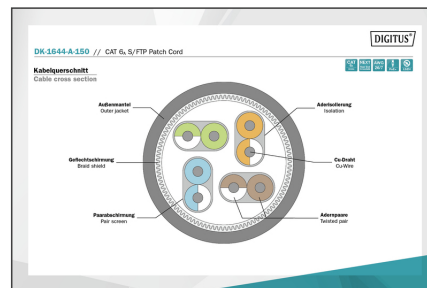 DIGITUS®
DK-1644-A-150 // CAT 6A S/FTP Patch Cord
Kabelquerschnitt
Cable cross section
Außenmantel
Outer jacket
Aderisolierung
Isolation
Geflechtschirmung
Braid shield
Cu-Draht
Cu-Wire
Paarabschirmung
Pair screen
Adernpaare
Twisted pair